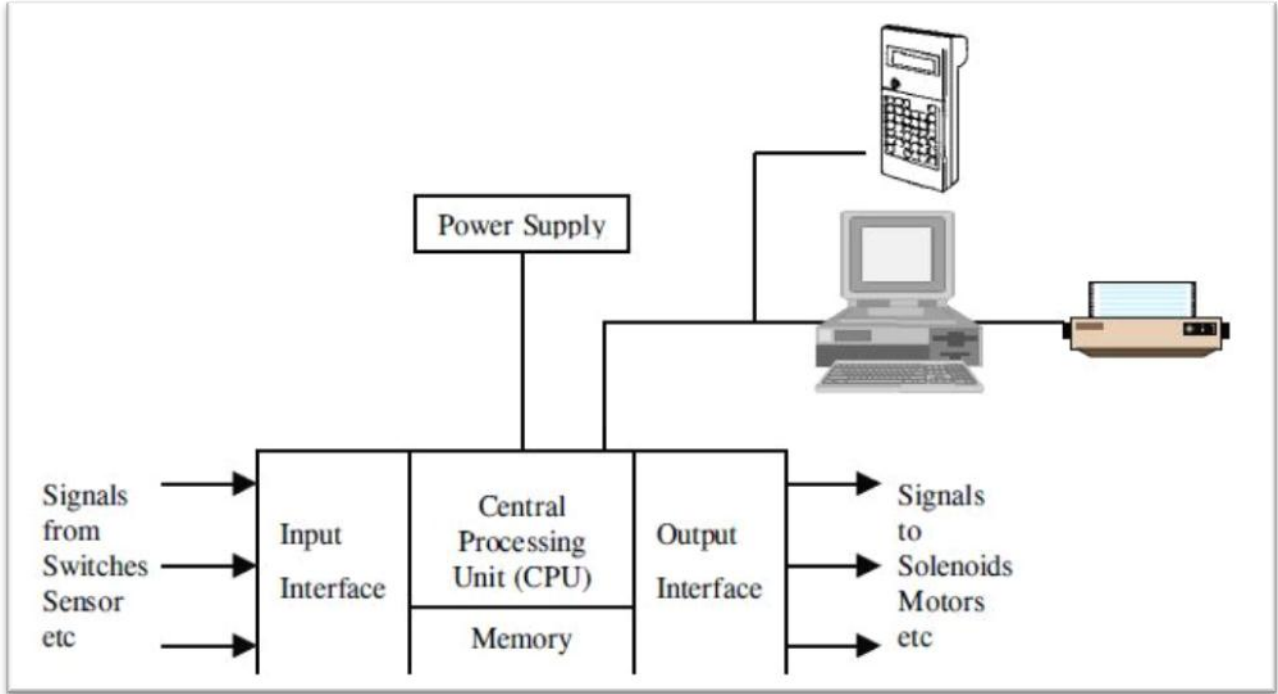 Power Supply
Signals
from
Switches
Sensor
etc
Input
Interface
Central
Processing
Unit (CPU)
Memory
Output
Interface
Signals
to
Solenoids
Motors
etc